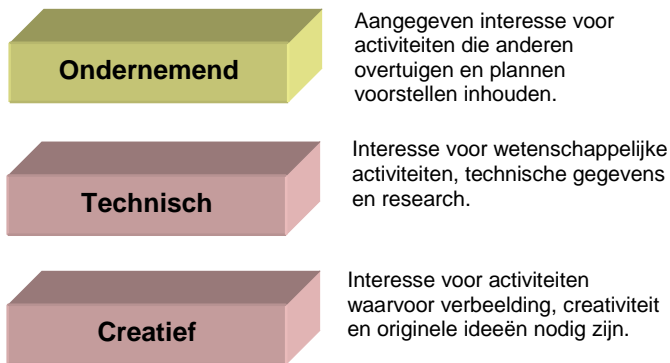 Ondernemend
Aangegeven interesse voor
activiteiten die anderen
overtuigen en plannen
voorstellen inhouden.
Technisch
Interesse voor wetenschappelijke
activiteiten, technische gegevens
en research.
Creatief
Interesse voor activiteiten
waarvoor verbeelding, creativiteit
en originele ideeën nodig zijn.